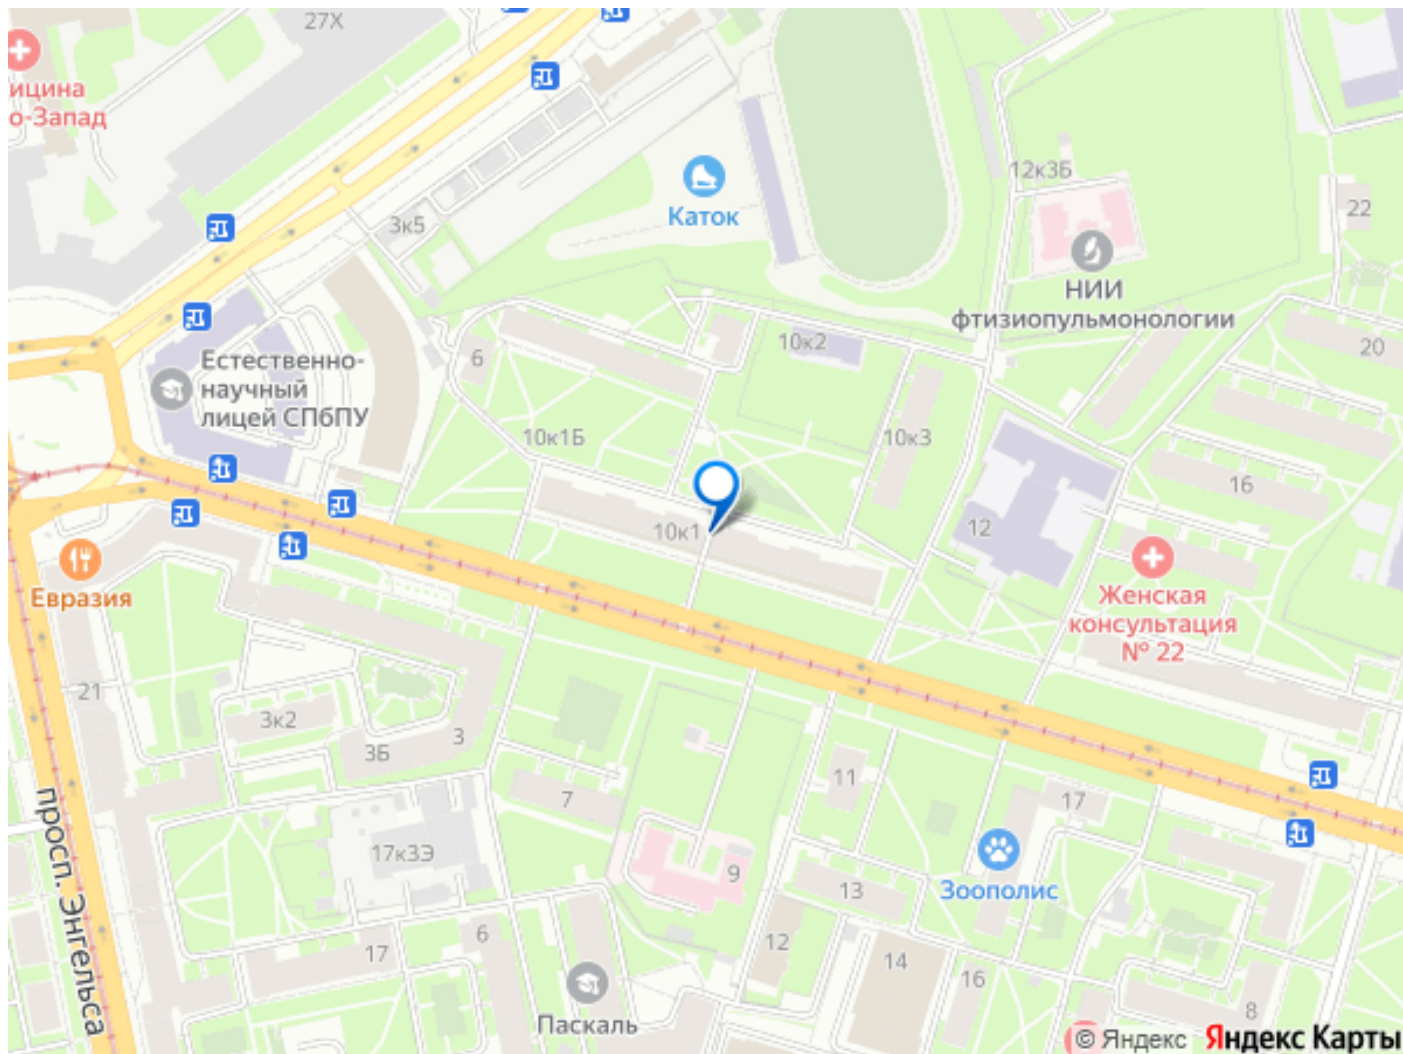 27Х
ицина
о-Запад
12к3Б
22
3к5
Каток
НИИ
фтизиопульмонологии
6
10к2
20
Естественно-
научный
лицей СПбПУ
10к1Б
10к3
16
10к1
12
Евразия
Женская
консультация
№ 22
21
3к2
3
3Б
7
11
17
просп. Энгельса
17к3Э
9
13
Зоополис
17
6
12
14
16
Паскаль
8
© Яндекс Яндекс Карты